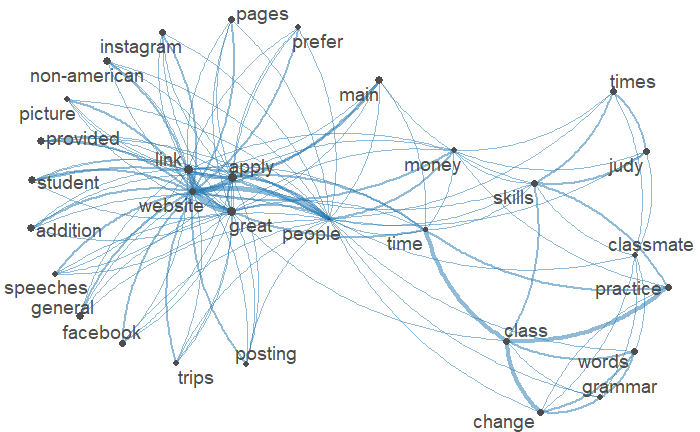 pages
instagram
prefer
non-american
main
times
picture
provided
link
apply
money
judy
student
website
skills
addition
great
people
time
classmate
speeches
practice
general
facebook
class
posting
words
trips
grammar
change